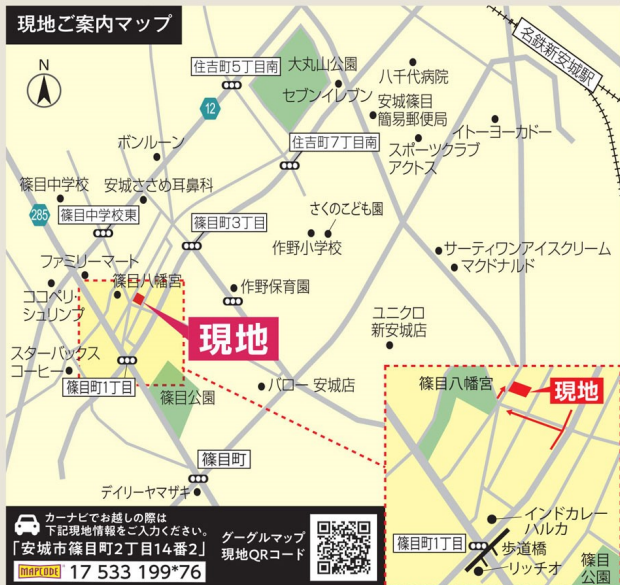 現地ご案内マップ
N
名鉄新安城駅
住吉町5丁目南
大丸山公園
八千代病院
セブンイレブン
安城篠目
簡易郵便局
12
イトーヨーカドー
ボンルーン
住吉町7丁目南
スポーツクラブ
アクトス
篠目中学校
安城ささめ耳鼻科
285
篠目中学校東
篠目町3丁目
さくのこども園
作野小学校
サーティワンアイスクリーム
マクドナルド
ファミリーマート
篠目八幡宮
作野保育園
ココペリ・
シュリンプ
ユニクロ
新安城店
現地
スターバックス
コーヒー
篠目町1丁目
篠目公園
バロー 安城店
篠目町
デイリーヤマザキ
篠目八幡宮
現地
インドカレー
ハルカ
篠目町1丁目
歩道橋
リッチオ
篠目
公園
カーナビでお越しの際は
下記現地情報をご入力ください。
「安城市篠目町2丁目14番2」
MAPCODE 17 533 199*76
グーグルマップ
現地QRコード